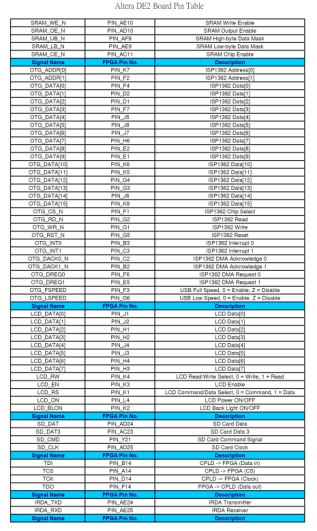 Altera DE2 Board Pin Table
SRAM_WE_N PIN_AE10 SRAM Write Enable
SRAM_OE_N PIN_AD10 SRAM Output Enable
SRAM_UB_N PIN_AF9 SRAM High-byte Data Mask
SRAM_LB_N PIN_AE9 SRAM Low-byte Data Mask
SRAM_CE_N PIN_AC11 SRAM Chip Enable
Signal Name FPGA Pin No. Description
OTG_ADDR[0] PIN_K7 ISP1362 Address[0]
OTG_ADDR[1] PIN_F2 ISP1362 Address[1]
OTG_DATA[0] PIN_F4 ISP1362 Data[0]
OTG_DATA[1] PIN_D2 ISP1362 Data[1]
OTG_DATA[2] PIN_D1 ISP1362 Data[2]
OTG_DATA[3] PIN_F7 ISP1362 Data[3]
OTG_DATA[4] PIN_J5 ISP1362 Data[4]
OTG_DATA[5] PIN_J8 ISP1362 Data[5]
OTG_DATA[6] PIN_J7 ISP1362 Data[6]
OTG_DATA[7] PIN_H6 ISP1362 Data[7]
OTG_DATA[8] PIN_E2 ISP1362 Data[8]
OTG_DATA[9] PIN_E1 ISP1362 Data[9]
OTG_DATA[10] PIN_K6 ISP1362 Data[10]
OTG_DATA[11] PIN_K5 ISP1362 Data[11]
OTG_DATA[12] PIN_G4 ISP1362 Data[12]
OTG_DATA[13] PIN_G3 ISP1362 Data[13]
OTG_DATA[14] PIN_J6 ISP1362 Data[14]
OTG_DATA[15] PIN_K8 ISP1362 Data[15]
OTG_CS_N PIN_F1 ISP1362 Chip Select
OTG_RD_N PIN_G2 ISP1362 Read
OTG_WR_N PIN_G1 ISP1362 Write
OTG_RST_N PIN_G5 ISP1362 Reset
OTG_INT0 PIN_B3 ISP1362 Interrupt 0
OTG_INT1 PIN_C3 ISP1362 Interrupt 1
OTG_DACK0_N PIN_C2 ISP1362 DMA Acknowledge 0
OTG_DACK1_N PIN_B2 ISP1362 DMA Acknowledge 1
OTG_DREQ0 PIN_F6 ISP1362 DMA Request 0
OTG_DREQ1 PIN_E5 ISP1362 DMA Request 1
OTG_FSPEED PIN_F3 USB Full Speed, 0 = Enable, Z = Disable
OTG_LSPEED PIN_G6 USB Low Speed, 0 = Enable, Z = Disable
Signal Name FPGA Pin No. Description
LCD_DATA[0] PIN_J1 LCD Data[0]
LCD_DATA[1] PIN_J2 LCD Data[1]
LCD_DATA[2] PIN_H1 LCD Data[2]
LCD_DATA[3] PIN_H2 LCD Data[3]
LCD_DATA[4] PIN_J4 LCD Data[4]
LCD_DATA[5] PIN_J3 LCD Data[5]
LCD_DATA[6] PIN_H4 LCD Data[6]
LCD_DATA[7] PIN_H3 LCD Data[7]
LCD_RW PIN_K4 LCD Read/Write Select, 0 = Write, 1 = Read
LCD_EN PIN_K3 LCD Enable
LCD_RS PIN_K1 LCD Command/Data Select, 0 = Command, 1 = Data
LCD_ON PIN_L4 LCD Power ON/OFF
LCD_BLON PIN_K2 LCD Back Light ON/OFF
Signal Name FPGA Pin No. Description
SD_DAT PIN_AD24 SD Card Data
SD_DAT3 PIN_AC23 SD Card Data 3
SD_CMD PIN_Y21 SD Card Command Signal
SD_CLK PIN_AD25 SD Card Clock
Signal Name FPGA Pin No. Description
TDI PIN_B14 CPLD -> FPGA (Data in)
TCS PIN_A14 CPLD -> FPGA (CS)
TCK PIN_D14 CPLD -> FPGA (Clock)
TDO PIN_F14 FPGA -> CPLD (Data out)
Signal Name FPGA Pin No. Description
IRDA_TXD PIN_AE24 IRDA Transmitter
IRDA_RXD PIN_AE25 IRDA Receiver
Signal Name FPGA Pin No. Description